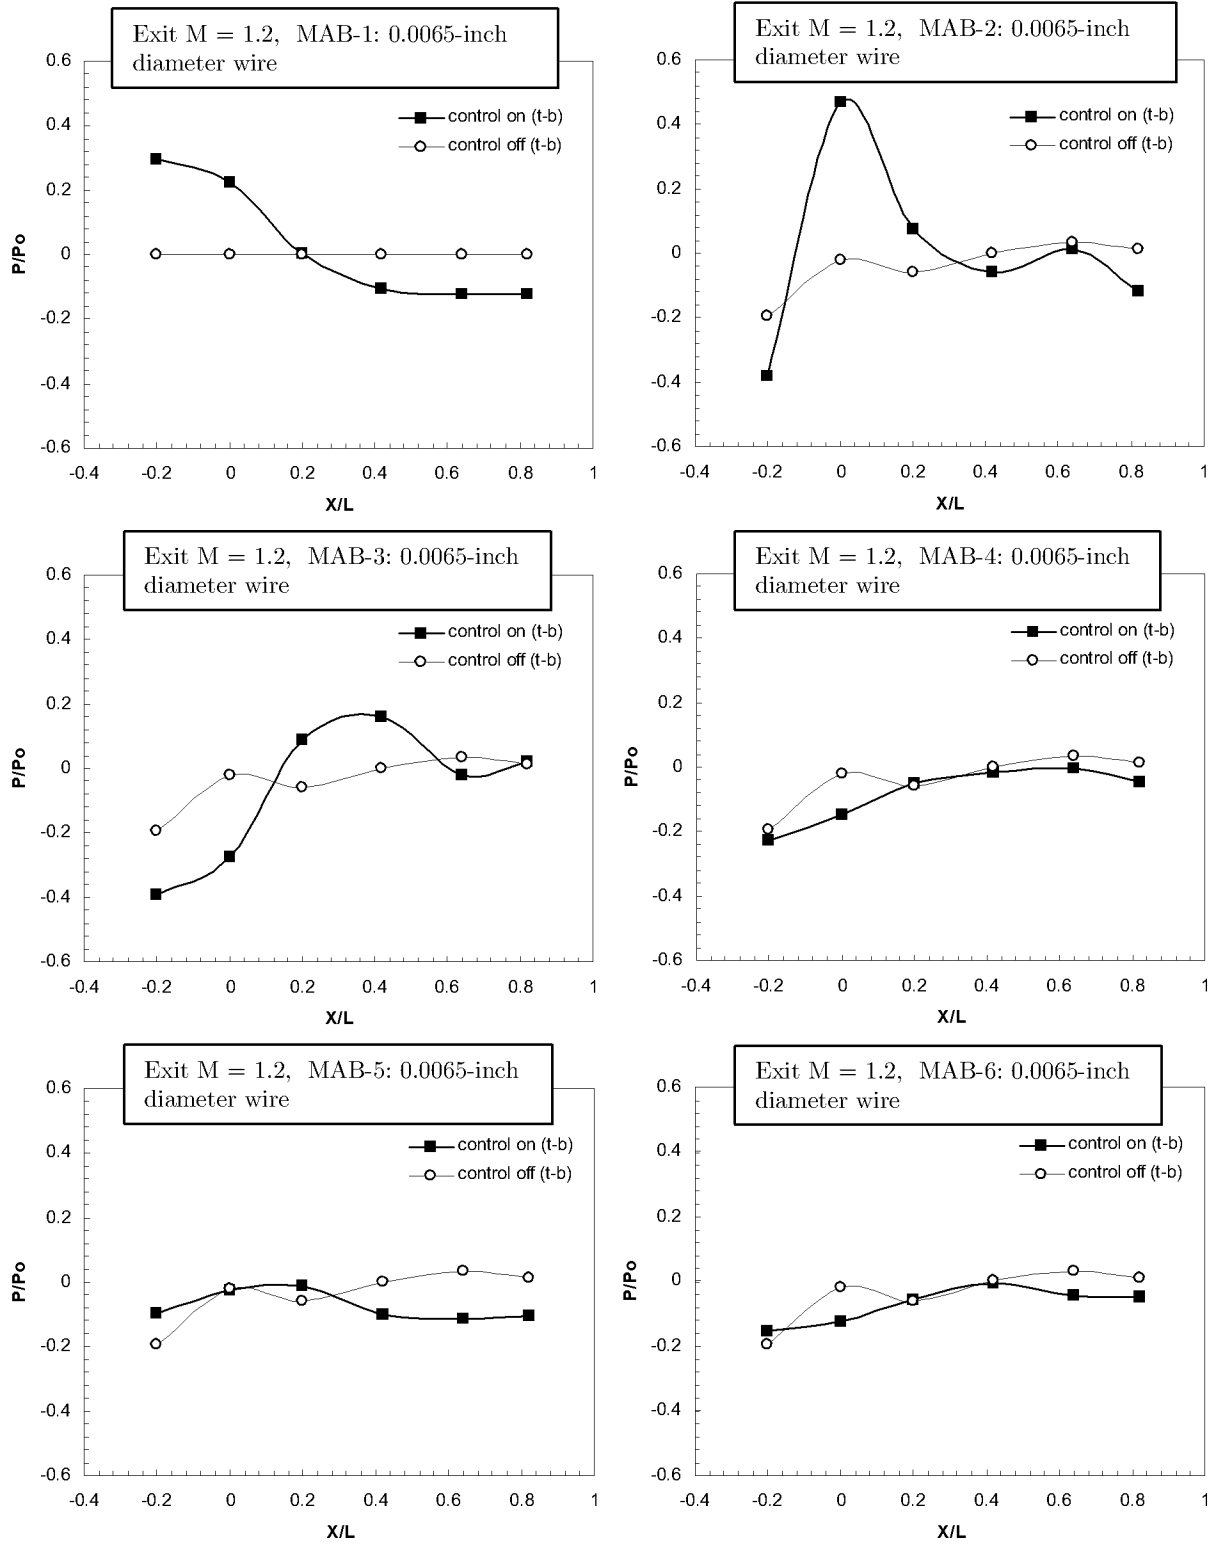 Exit M = 1.2, MAB-1: 0.0065-inch
diameter wire
0.6
control on (t-b)
control off (t-b)
0.4
0.2
0
-0.2
-0.4
-0.6
P/Po
-0.4 -0.2 0 0.2 0.4 0.6 0.8 1
X/L
Exit M = 1.2, MAB-2: 0.0065-inch
diameter wire
0.6
control on (t-b)
control off (t-b)
0.4
0.2
0
-0.2
-0.4
-0.6
P/Po
-0.4 -0.2 0 0.2 0.4 0.6 0.8 1
X/L
Exit M = 1.2, MAB-3: 0.0065-inch
diameter wire
0.6
control on (t-b)
control off (t-b)
0.4
0.2
0
-0.2
-0.4
-0.6
P/Po
-0.4 -0.2 0 0.2 0.4 0.6 0.8 1
X/L
Exit M = 1.2, MAB-4: 0.0065-inch
diameter wire
0.6
control on (t-b)
control off (t-b)
0.4
0.2
0
-0.2
-0.4
-0.6
P/Po
-0.4 -0.2 0 0.2 0.4 0.6 0.8 1
X/L
Exit M = 1.2, MAB-5: 0.0065-inch
diameter wire
0.6
control on (t-b)
control off (t-b)
0.4
0.2
0
-0.2
-0.4
-0.6
P/Po
-0.4 -0.2 0 0.2 0.4 0.6 0.8 1
X/L
Exit M = 1.2, MAB-6: 0.0065-inch
diameter wire
0.6
control on (t-b)
control off (t-b)
0.4
0.2
0
-0.2
-0.4
-0.6
P/Po
-0.4 -0.2 0 0.2 0.4 0.6 0.8 1
X/L